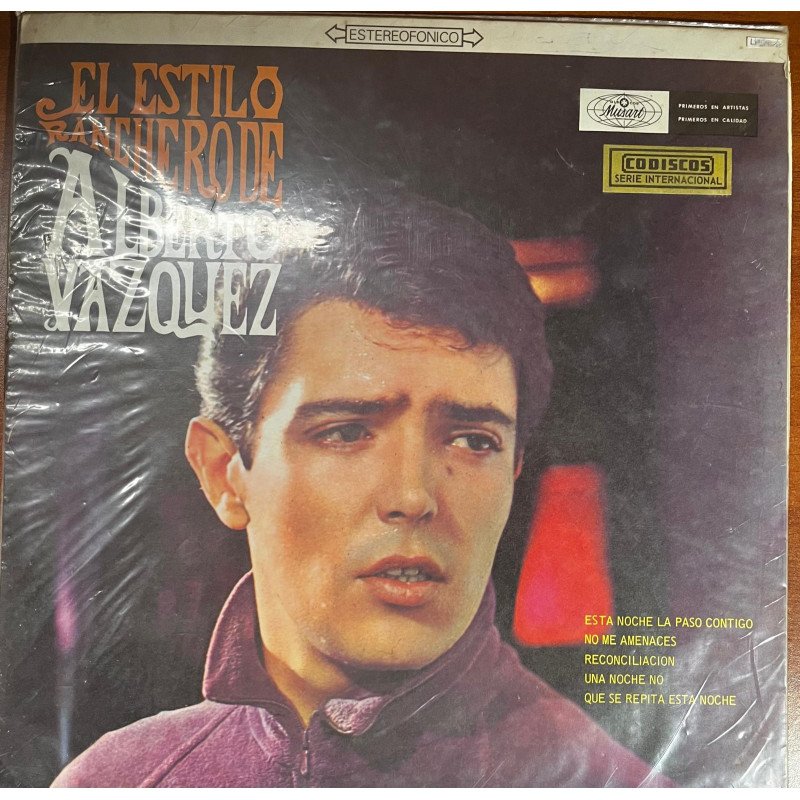 ESTEREOFONICO
EL ESTILO
RANCHERO DE
ALBERTO
VAZQUEZ
Musart
PRIMEROS EN ARTISTAS
PRIMEROS EN CALIDAD
CODISCOS
SERIE INTERNACIONAL
ESTA NOCHE LA PASO CONTIGO
NO ME AMENACES
RECONCILIACION
UNA NOCHE NO
QUE SE REPITA ESTA NOCHE